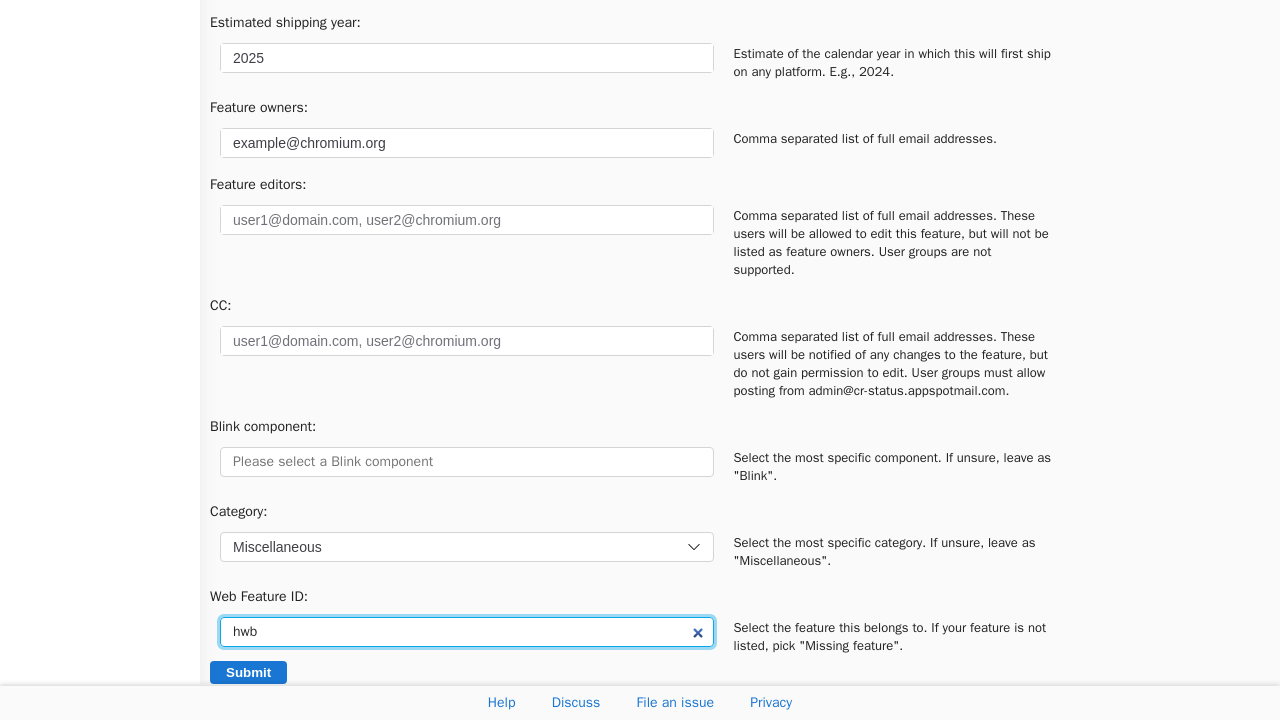 Estimated shipping year:
2025
Estimate of the calendar year in which this will first ship
on any platform. E.g., 2024.
Feature owners:
example@chromium.org
Comma separated list of full email addresses.
Feature editors:
user1@domain.com, user2@chromium.org
Comma separated list of full email addresses. These
users will be allowed to edit this feature, but will not be
listed as feature owners. User groups are not
supported.
CC:
user1@domain.com, user2@chromium.org
Comma separated list of full email addresses. These
users will be notified of any changes to the feature, but
do not gain permission to edit. User groups must allow
posting from admin@cr-status.appspotmail.com.
Blink component:
Please select a Blink component
Select the most specific component. If unsure, leave as
"Blink".
Category:
Miscellaneous
Select the most specific category. If unsure, leave as
"Miscellaneous".
Web Feature ID:
hwb
Select the feature this belongs to. If your feature is not
listed, pick "Missing feature".
Submit
Help Discuss File an issue Privacy